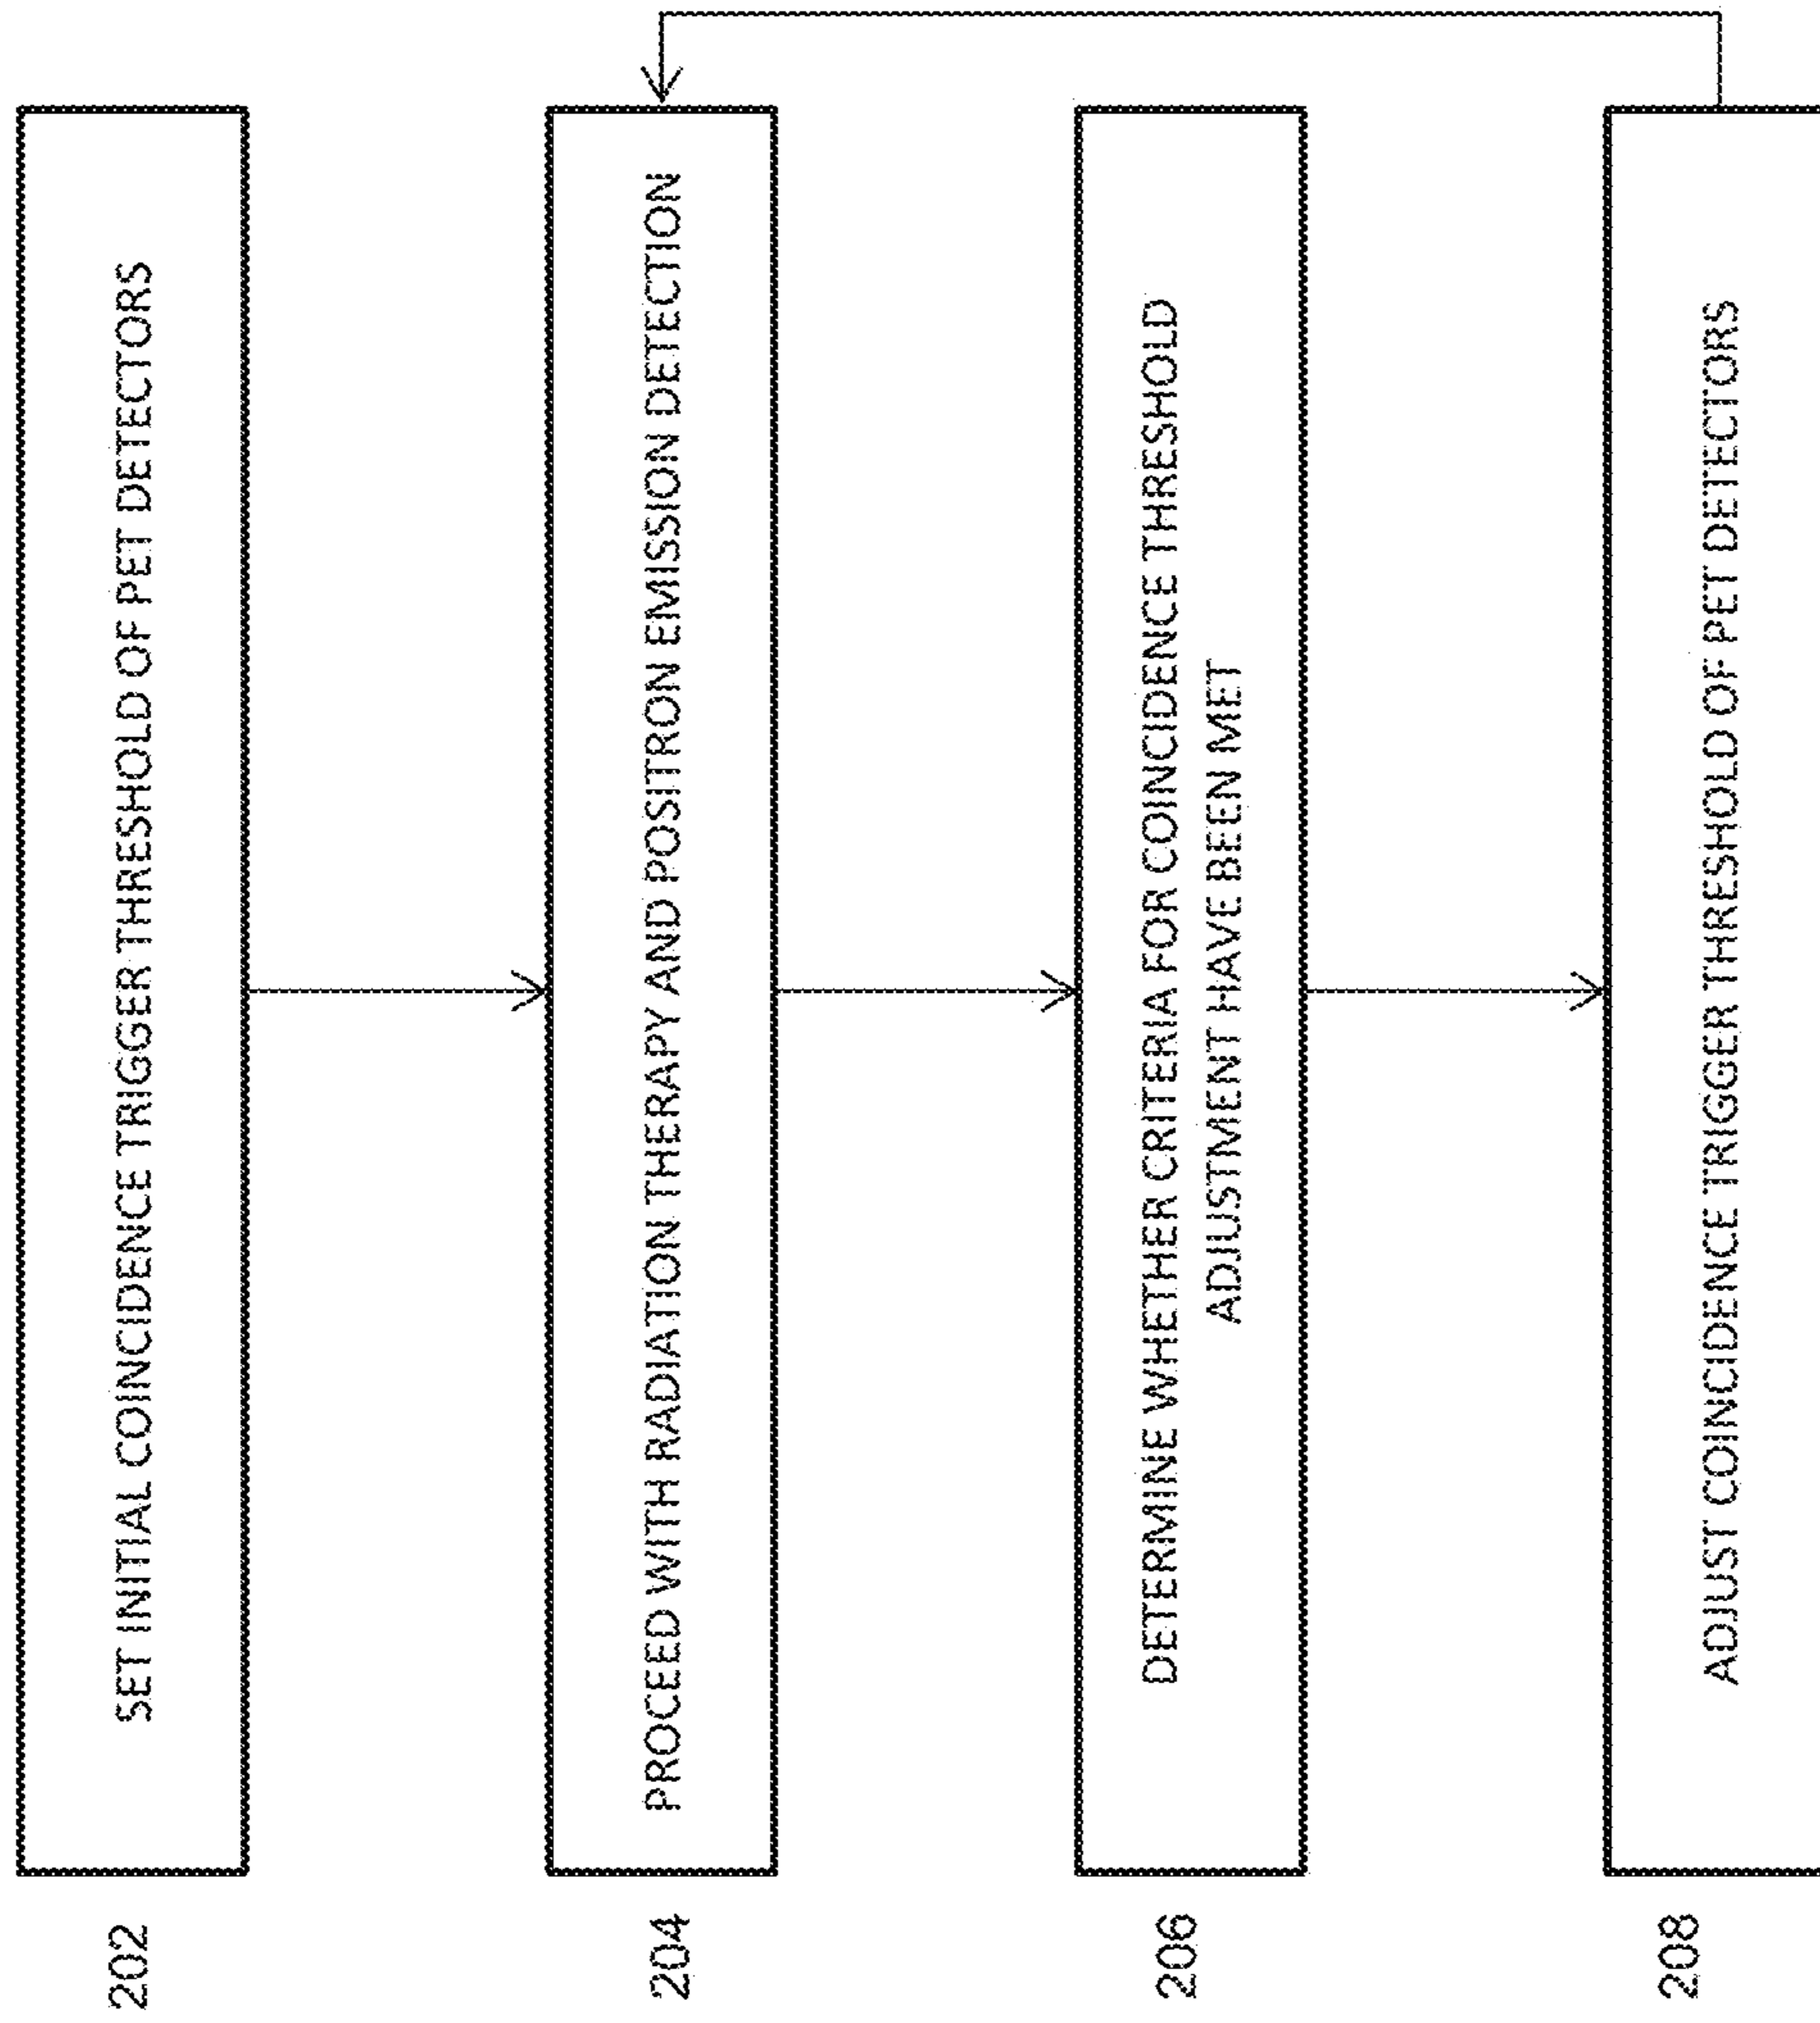 202
SET INITIAL COINCIDENCE TRIGGER THRESHOLD OF PET DETECTORS
204
PROCEED WITH RADIATION THERAPY AND POSITRON EMISSION DETECTION
206
DETERMINE WHETHER CRITERIA FOR COINCIDENCE THRESHOLD
ADJUSTMENT HAVE BEEN MET
208
ADJUST COINCIDENCE TRIGGER THRESHOLD OF PET DETECTORS